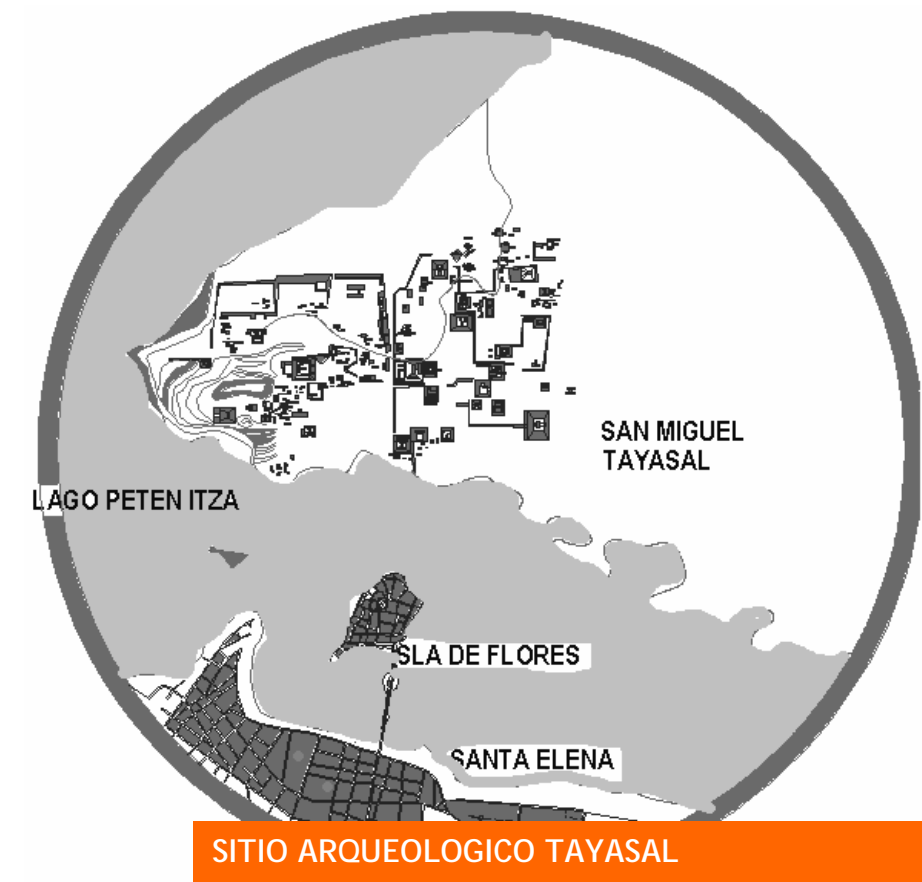 SAN MIGUEL
TAYASAL
LAGO PETEN ITZA
SLA DE FLORES
SANTA ELENA
SITIO ARQUEOLOGICO TAYASAL